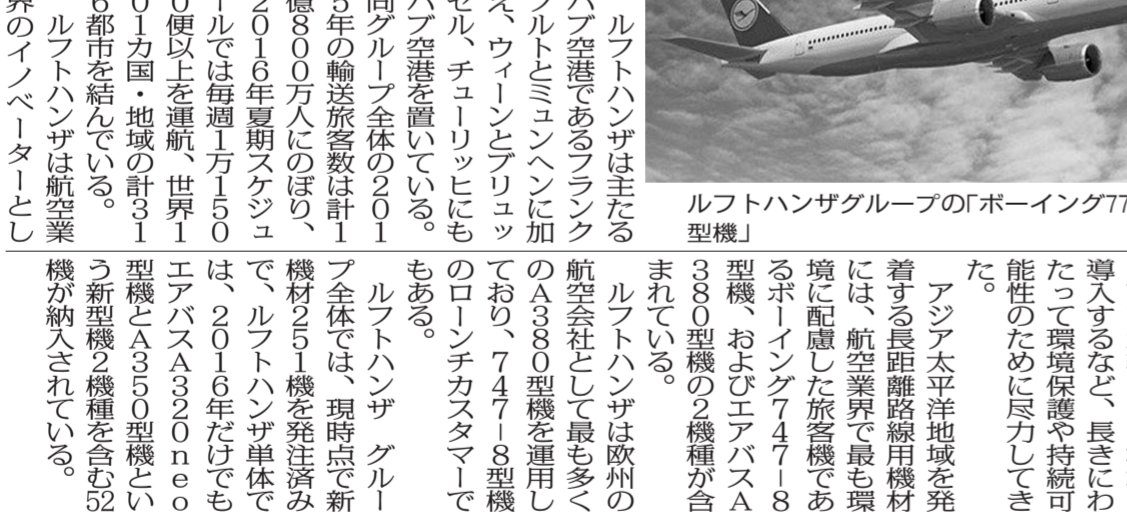 ルフトハンザグループの「ボーイング77
型機」
ルフトハンザは主たる
ハブ空港であるフランク
フルトとミュンヘンに加
え、ウィーンとブリュッ
セル、チューリッヒにも
ハブ空港を置いている。
同グループ全体の201
5年の輸送旅客数は計1
億800万人にのぼり、
2016年夏期スケジュ
ールでは毎週1万150
0便以上を運航、世界1
01カ国・地域の計31
6都市を結んでいる。
ルフトハンザは航空業
界のイノベーターとし
導入するなど、長きにわ
たって環境保護や持続可
能性のために尽力してき
た。
アジア太平洋地域を発
着する長距離路線用機材
には、航空業界で最も環
境に配慮した旅客機であ
るボーイング747―8
型機、およびエアバスA
380型機の2機種が含
まれている。
ルフトハンザは欧州の
航空会社として最も多く
のA380型機を運用し
ており、747―8型機
のローンチカスタマーで
もある。
ルフトハンザ グルー
プ全体では、現時点で新
機材251機を発注済み
で、ルフトハンザ単体で
は、2016年だけでも
エアバスA320neo
型機とA350型機とい
う新型機2機種を含む52
機が納入されている。